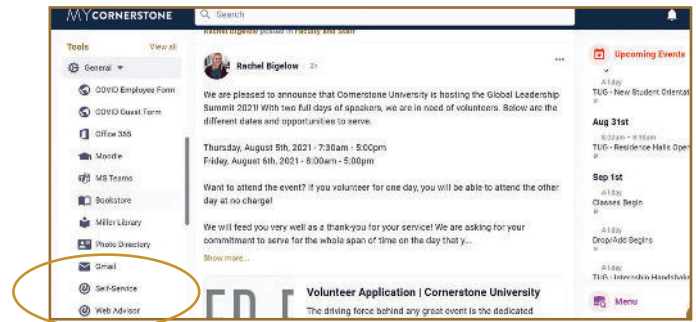 MYCORNERSTONE
Search
Rachel Bigelow posted in Faculty and Staff
Tools
View all
General
COVID Employee Form
COVID Guest Form
Office 365
Moodle
MS Teams
Bookstore
Miller Library
Photo Directory
Gmail
Self-Service
Web Advisor
Rachel Bigelow · 2h
We are pleased to announce that Cornerstone University is hosting the Global Leadership
Summit 2021! With two full days of speakers, we are in need of volunteers. Below are the
different dates and opportunities to serve.
Thursday, August 5th, 2021 - 7:30am - 5:00pm
Friday, August 6th, 2021 - 8:00am - 5:00pm
Want to attend the event? If you volunteer for one day, you will be able to attend the other
day at no charge!
We will feed you very well as a thank-you for your service! We are asking for your
commitment to serve for the whole span of time on the day that y...
Show more...
Volunteer Application | Cornerstone University
The driving force behind any great event is the dedicated
Upcoming Events
All day
TUG - New Student Orientat
Aug 31st
TUG - Residence Halls Open
Sep 1st
All day
Classes Begin
All day
Drop/Add Begins
All day
TUG - Internship Handshake
Menu